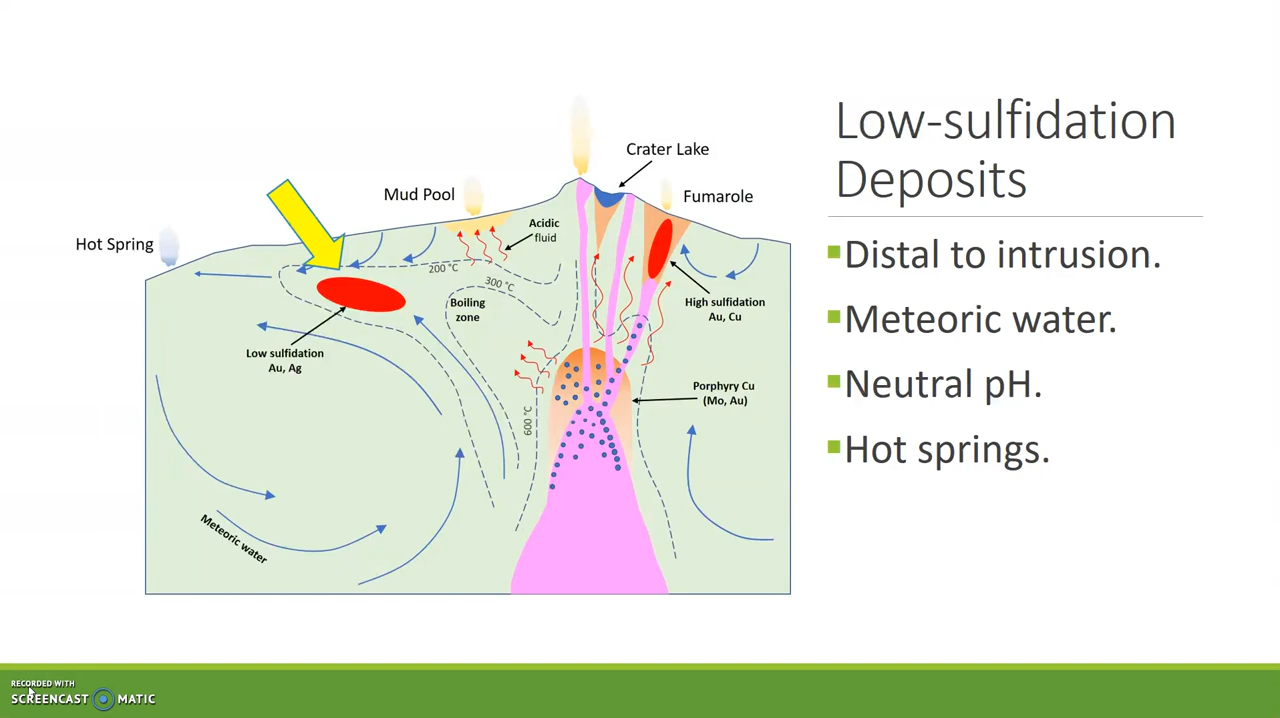 Low-sulfidation
Deposits
Distal to intrusion.
Meteoric water.
Neutral pH.
Hot springs.
Crater Lake
Mud Pool
Fumarole
Hot Spring
Acidic
fluid
200 °C
300 °C
Boiling
zone
High sulfidation
Au, Cu
Low sulfidation
Au, Ag
Porphyry Cu
(Mo, Au)
600 °C
Meteoric water
RECORDED WITH
SCREENCAST MATIC